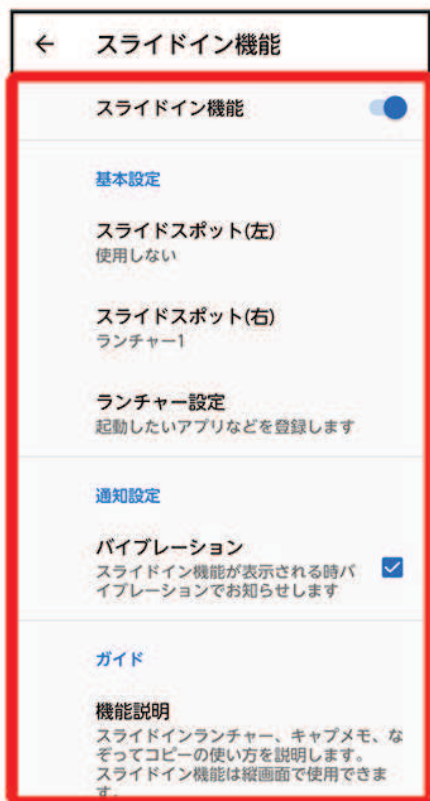 ← スライドイン機能
スライドイン機能
基本設定
スライドスポット(左)
使用しない
スライドスポット(右)
ランチャー1
ランチャー設定
起動したいアプリなどを登録します
通知設定
バイブレーション
スライドイン機能が表示される時バ
イブレーションでお知らせします
ガイド
機能説明
スライドインランチャー、キャプメモ、な
ぞってコピーの使い方を説明します。
スライドイン機能は縦画面で使用できま
す。